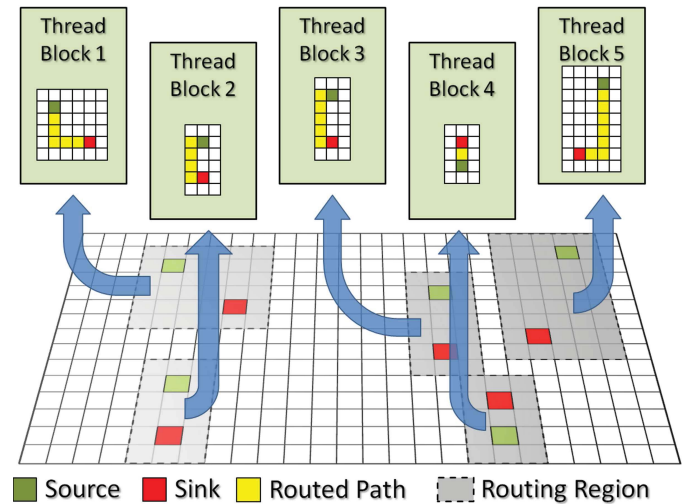 Thread
Block 1
Thread
Block 2
Thread
Block 3
Thread
Block 4
Thread
Block 5
Source
Sink
Routed Path
Routing Region